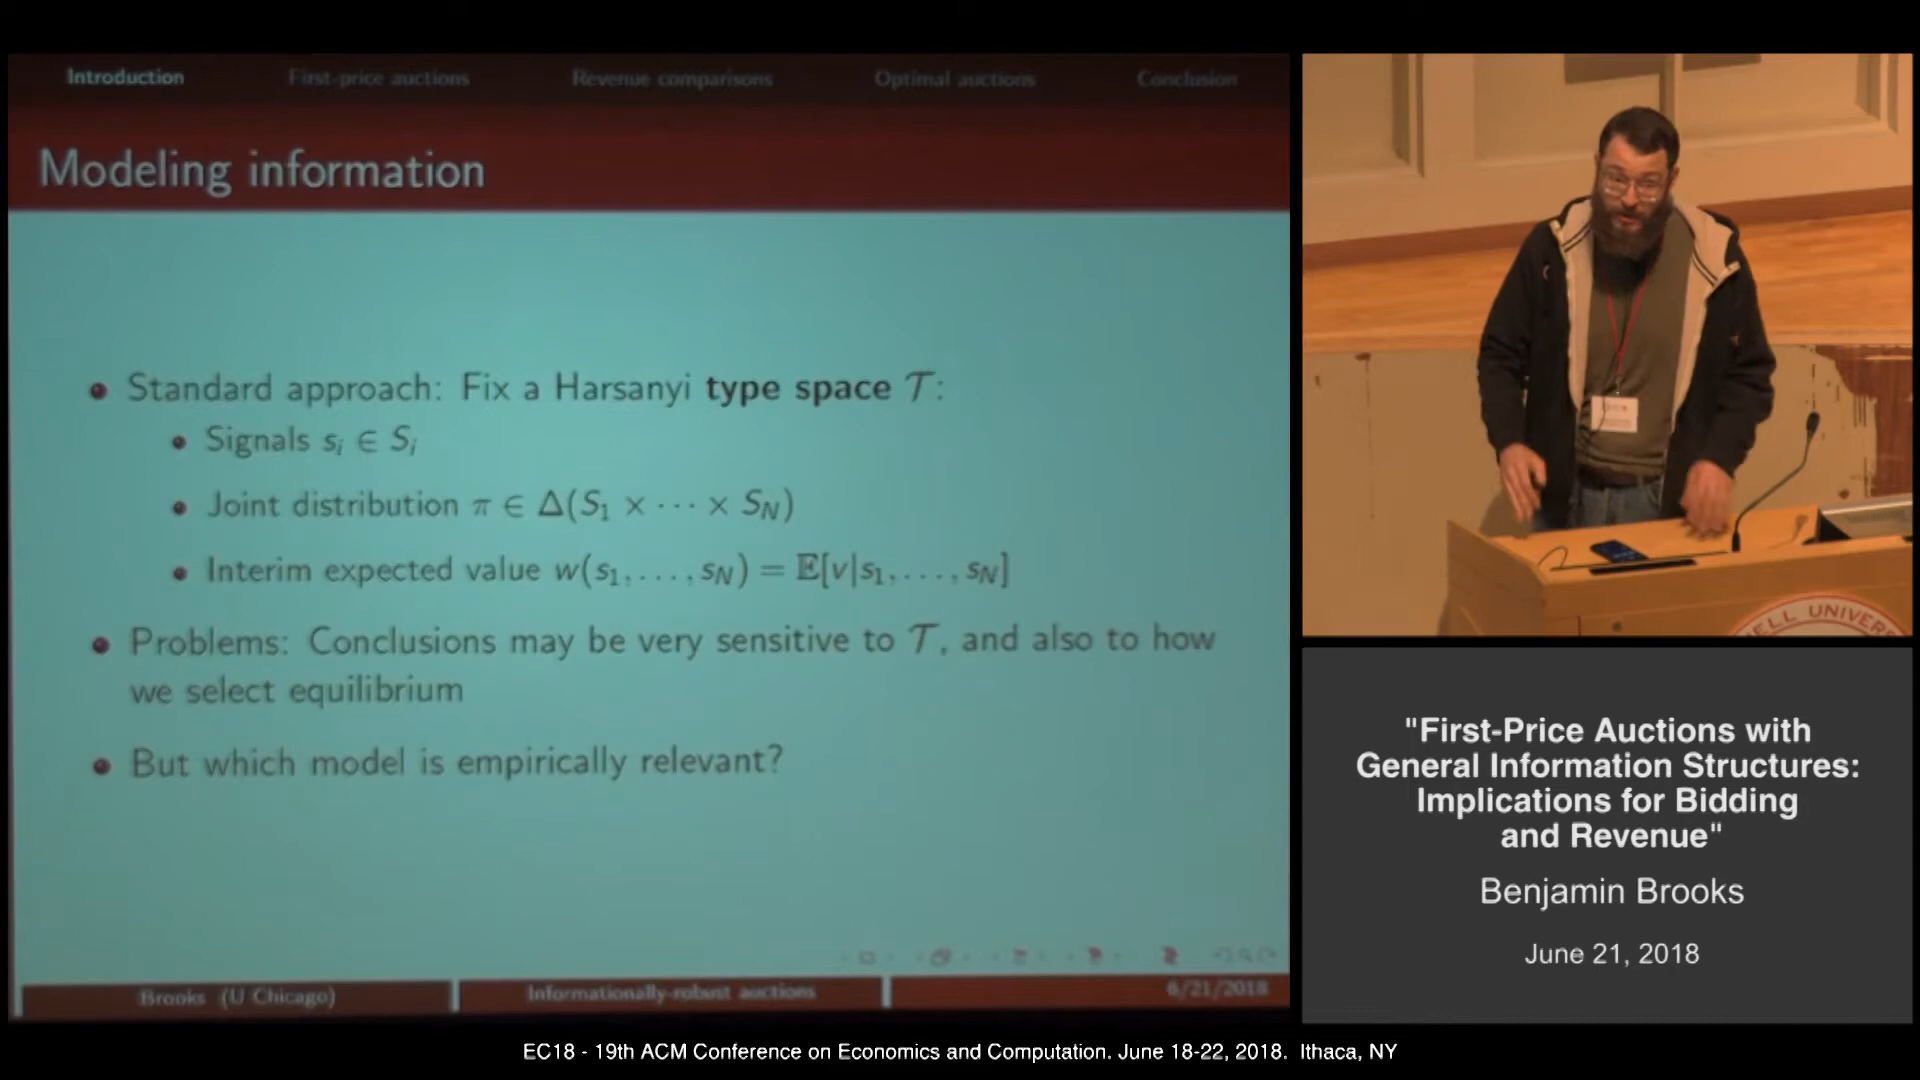 Introduction First-price auctions Revenue comparisons Optimal auctions Conclusion
Modeling information
• Standard approach: Fix a Harsanyi type space 𝒯:
• Signals sᵢ ∈ Sᵢ
• Joint distribution π ∈ Δ(S₁ × ⋯ × S_N)
• Interim expected value w(s₁, …, s_N) = 𝔼[v|s₁, …, s_N]
• Problems: Conclusions may be very sensitive to 𝒯, and also to how
we select equilibrium
• But which model is empirically relevant?
Brooks (U Chicago) Informationally-robust auctions 6/21/2018
"First-Price Auctions with
General Information Structures:
Implications for Bidding
and Revenue"
Benjamin Brooks
June 21, 2018
ELL UNIVER
EC18 - 19th ACM Conference on Economics and Computation. June 18-22, 2018. Ithaca, NY